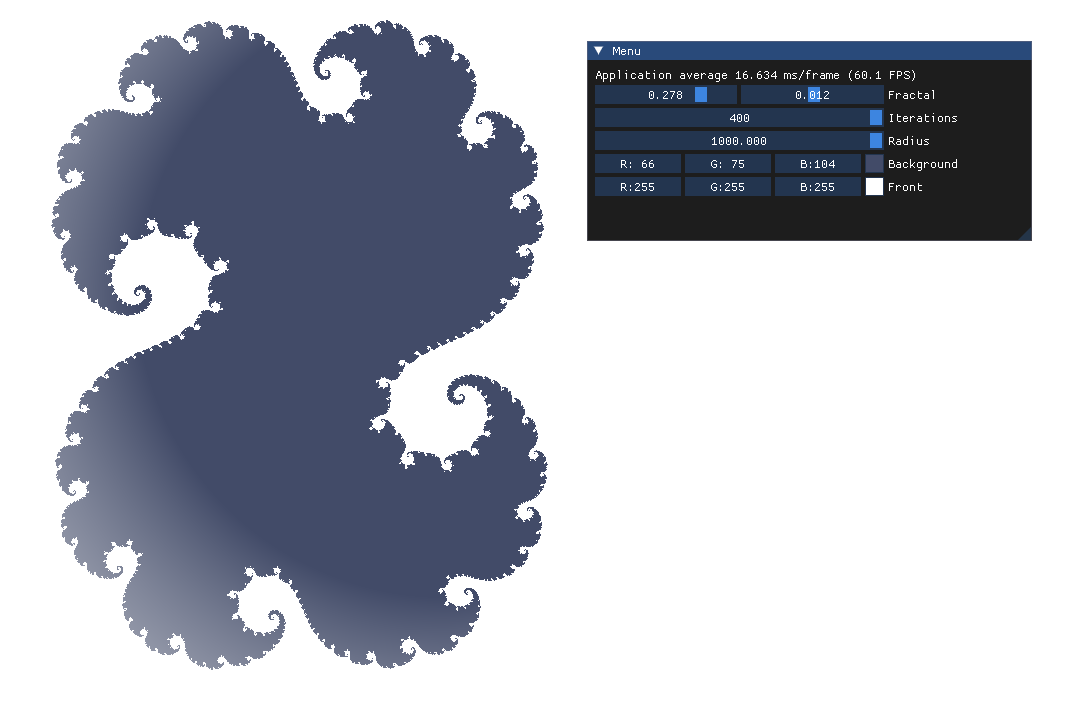 Menu
Application average 16.634 ms/frame (60.1 FPS)
0.278 0.012 Fractal
400 Iterations
1000.000 Radius
R: 66 G: 75 B:104 Background
R:255 G:255 B:255 Front